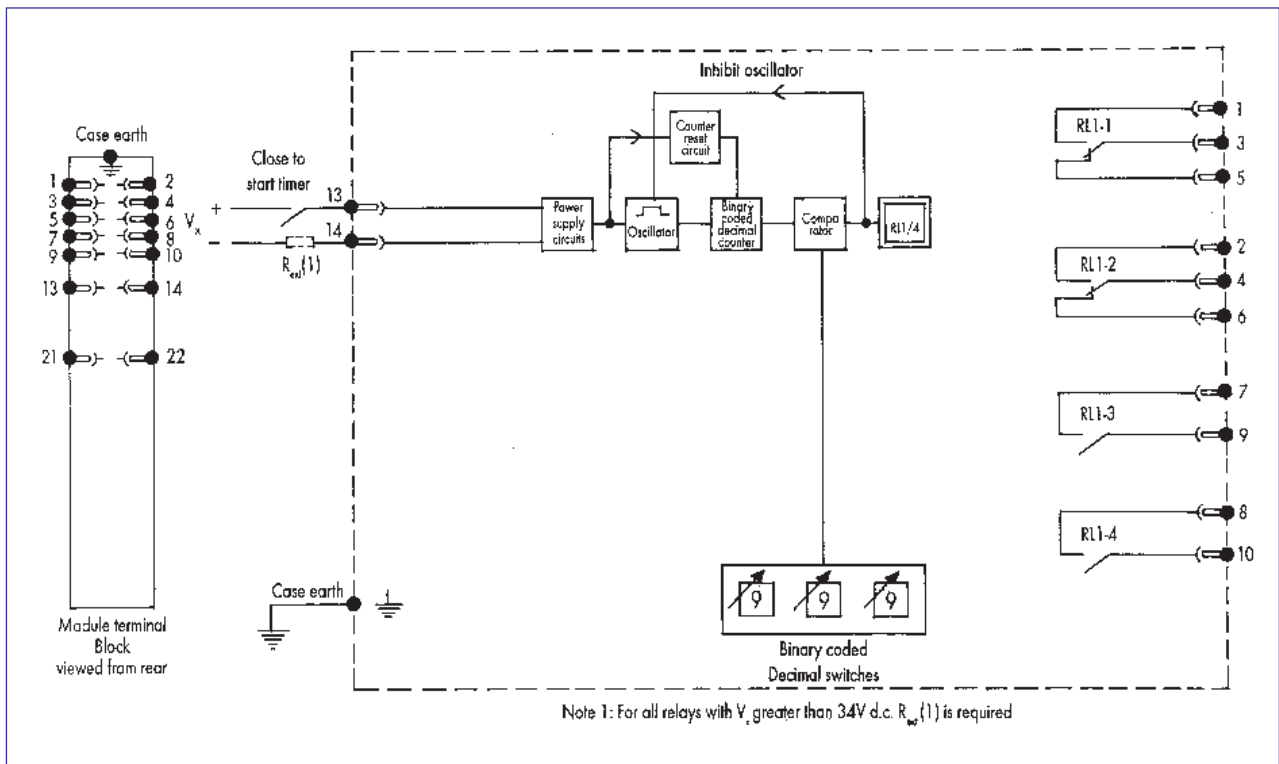 Inhibit oscillator
Case earth
Close to
start timer
1 2
3 4
5 6
7 8
9 10
13 14
21 22
Vx
+
-
13
14
Rext(1)
Power
supply
circuits
Oscillator
Counter
reset
circuit
Binary
coded
decimal
counter
Compa
rator
RL1/4
RL1-1
1
3
5
RL1-2
2
4
6
RL1-3
7
9
RL1-4
8
10
Case earth
9 9 9
Binary coded
Decimal switches
Module terminal
Block
viewed from rear
Note 1: For all relays with Vx greater than 34V d.c. Rext(1) is required